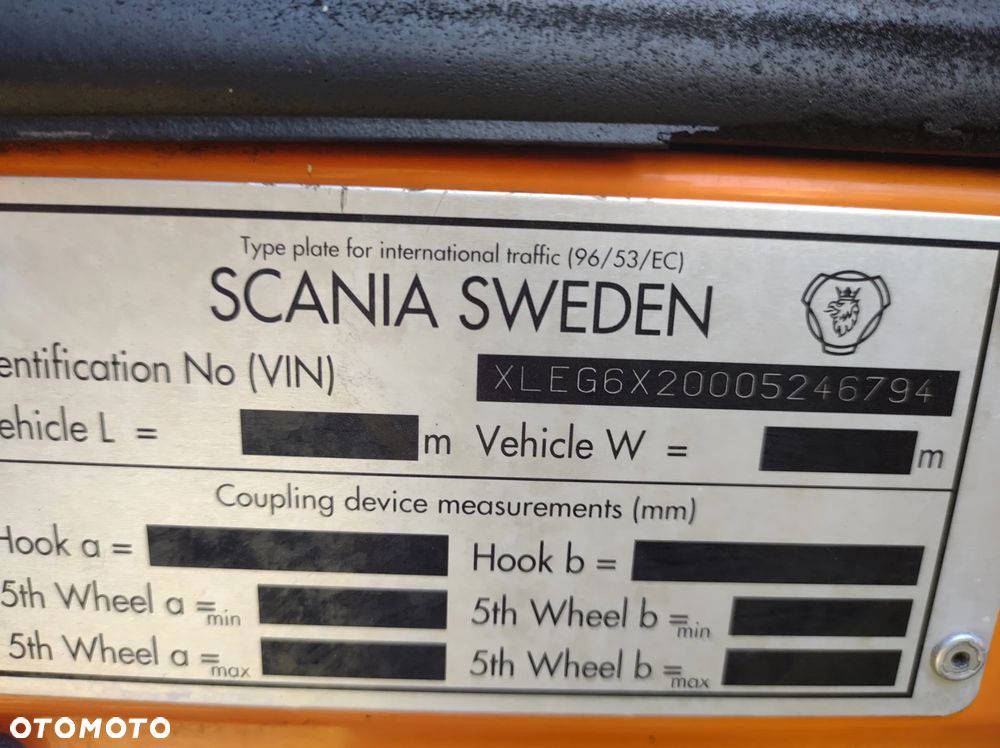 Type plate for international traffic (96/53/EC)
SCANIA SWEDEN
entification No (VIN) XLEG6X20005246794
ehicle L = m Vehicle W = m
Coupling device measurements (mm)
Hook a = Hook b =
5th Wheel a =min 5th Wheel b =min
5th Wheel a =max 5th Wheel b =max
OTOMOTO